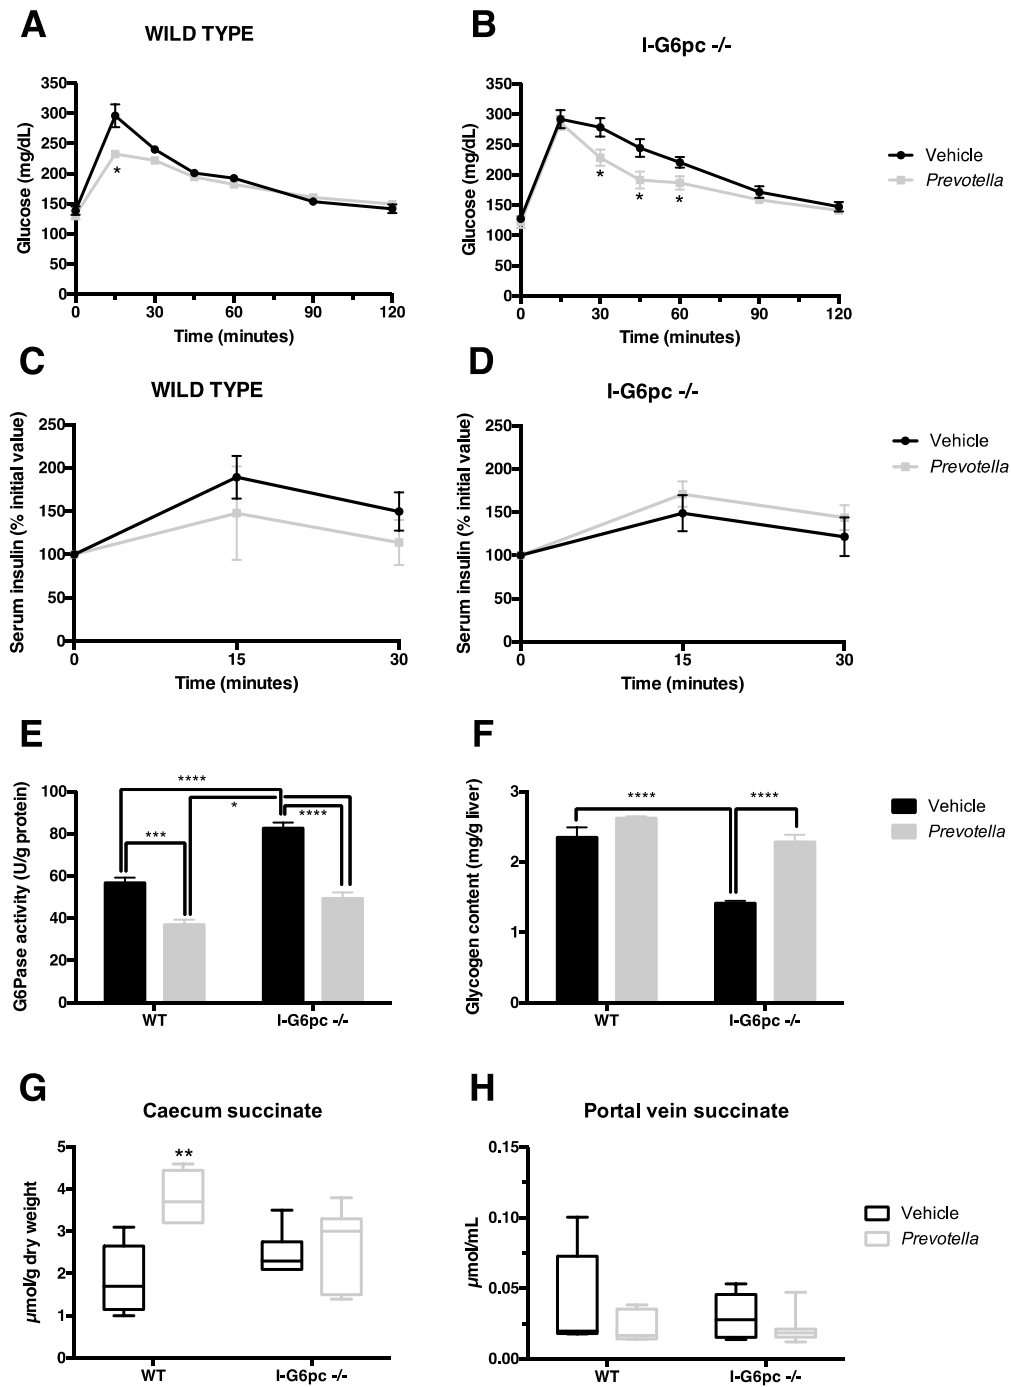 A
WILD TYPE
350
300
250
200
150
100
50
0
Glucose (mg/dL)
*
0
30
60
90
120
Time (minutes)
B
I-G6pc -/-
350
300
250
200
150
100
50
0
Glucose (mg/dL)
*
*
*
0
30
60
90
120
Time (minutes)
Vehicle
Prevotella
C
WILD TYPE
250
200
150
100
50
0
Serum insulin (% initial value)
0
15
30
Time (minutes)
D
I-G6pc -/-
250
200
150
100
50
0
Serum insulin (% initial value)
0
15
30
Time (minutes)
Vehicle
Prevotella
E
100
80
60
40
20
0
G6Pase activity (U/g protein)
****
*
****
***
WT
I-G6pc -/-
F
3
2
1
0
Glycogen content (mg/g liver)
****
****
WT
I-G6pc -/-
Vehicle
Prevotella
G
Caecum succinate
5
4
3
2
1
0
µmol/g dry weight
**
WT
I-G6pc -/-
H
Portal vein succinate
0.15
0.10
0.05
0.00
µmol/mL
WT
I-G6pc -/-
Vehicle
Prevotella